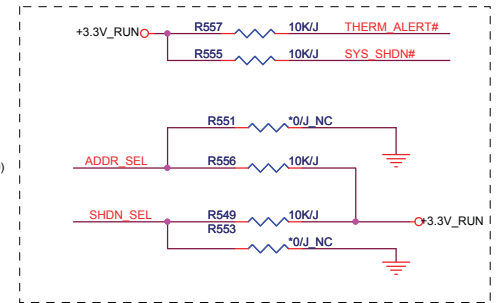 +3.3V_RUN R557 10K/J THERM_ALERT#
R555 10K/J SYS_SHDN#
R551 *0/J_NC
)
ADDR_SEL R556 10K/J
SHDN_SEL R549 10K/J +3.3V_RUN
R553 *0/J_NC